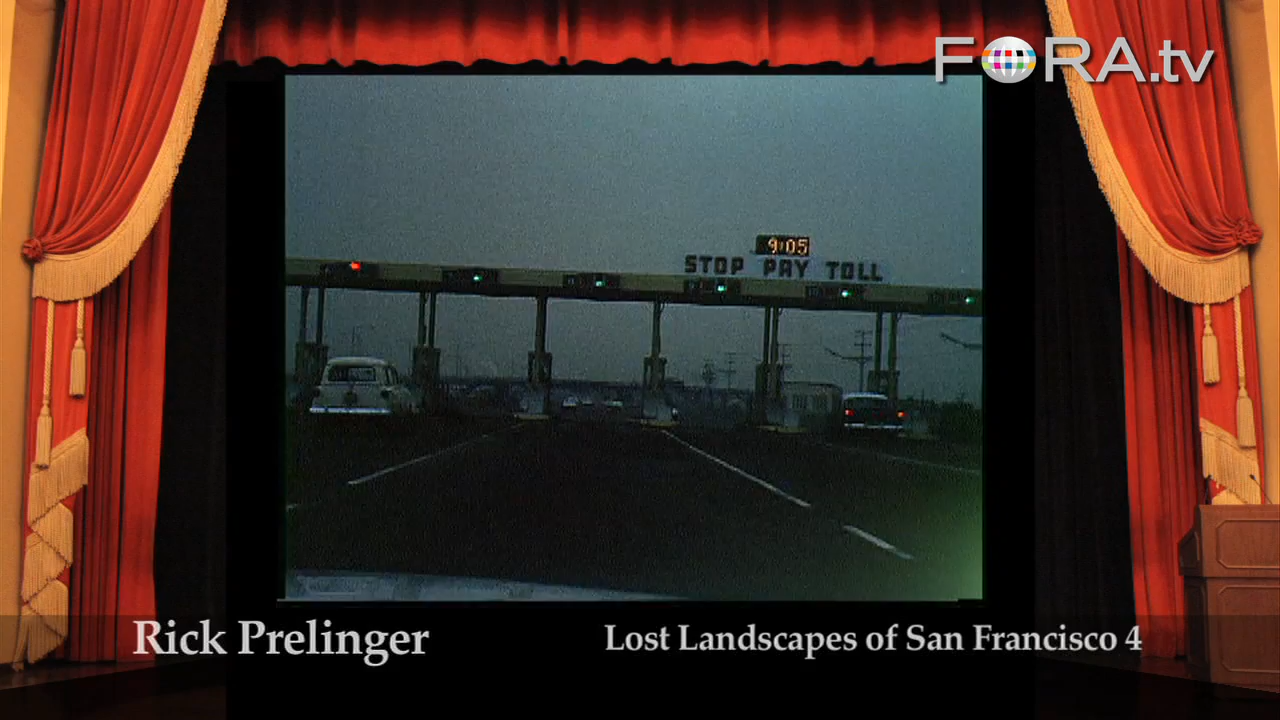 FORA.tv
9:05
STOP PAY TOLL
Rick Prelinger
Lost Landscapes of San Francisco 4